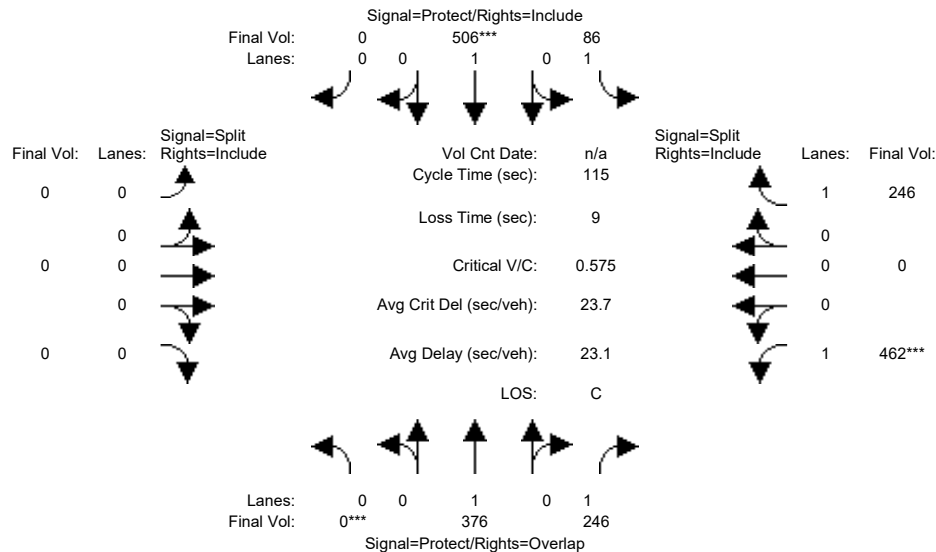 Signal=Protect/Rights=Include
Final Vol: 0 506*** 86
Lanes: 0 0 1 0 1
Signal=Split Signal=Split
Final Vol: Lanes: Rights=Include Vol Cnt Date: n/a Rights=Include Lanes: Final Vol:
Cycle Time (sec): 115
0 0 1 246
Loss Time (sec): 9
0 0
0 0 Critical V/C: 0.575 0 0
0 Avg Crit Del (sec/veh): 23.7 0
0 0 Avg Delay (sec/veh): 23.1 1 462***
LOS: C
Lanes: 0 0 1 0 1
Final Vol: 0*** 376 246
Signal=Protect/Rights=Overlap